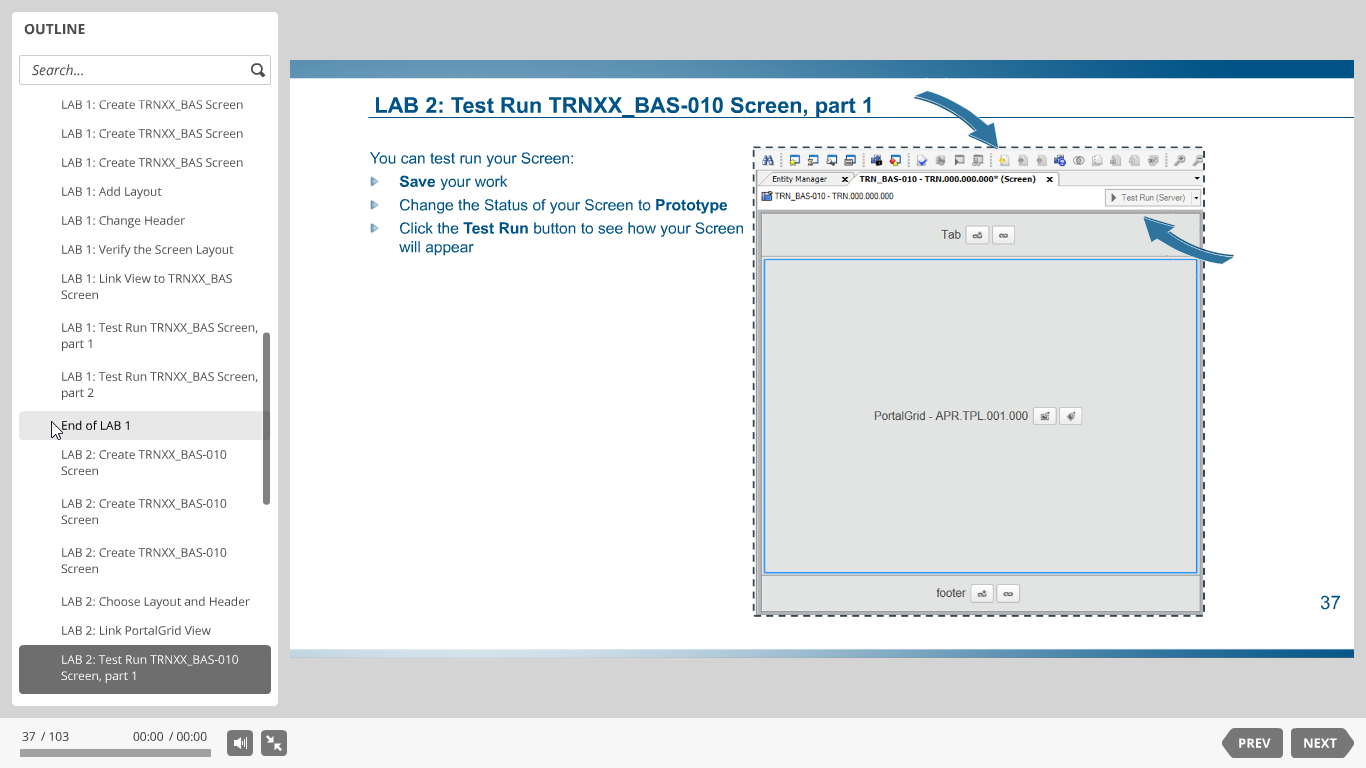 OUTLINE
Search...
LAB 1: Create TRNXX_BAS Screen
LAB 1: Create TRNXX_BAS Screen
LAB 1: Create TRNXX_BAS Screen
LAB 1: Add Layout
LAB 1: Change Header
LAB 1: Verify the Screen Layout
LAB 1: Link View to TRNXX_BAS
Screen
LAB 1: Test Run TRNXX_BAS Screen,
part 1
LAB 1: Test Run TRNXX_BAS Screen,
part 2
End of LAB 1
LAB 2: Create TRNXX_BAS-010
Screen
LAB 2: Create TRNXX_BAS-010
Screen
LAB 2: Create TRNXX_BAS-010
Screen
LAB 2: Choose Layout and Header
LAB 2: Link PortalGrid View
LAB 2: Test Run TRNXX_BAS-010
Screen, part 1
LAB 2: Test Run TRNXX_BAS-010 Screen, part 1
You can test run your Screen:
Save your work
Change the Status of your Screen to Prototype
Click the Test Run button to see how your Screen
will appear
Entity Manager
TRN_BAS-010 - TRN.000.000.000* (Screen)
TRN_BAS-010 - TRN.000.000.000
Test Run (Server)
Tab
PortalGrid - APR.TPL.001.000
footer
37
37 / 103
00:00 / 00:00
PREV
NEXT